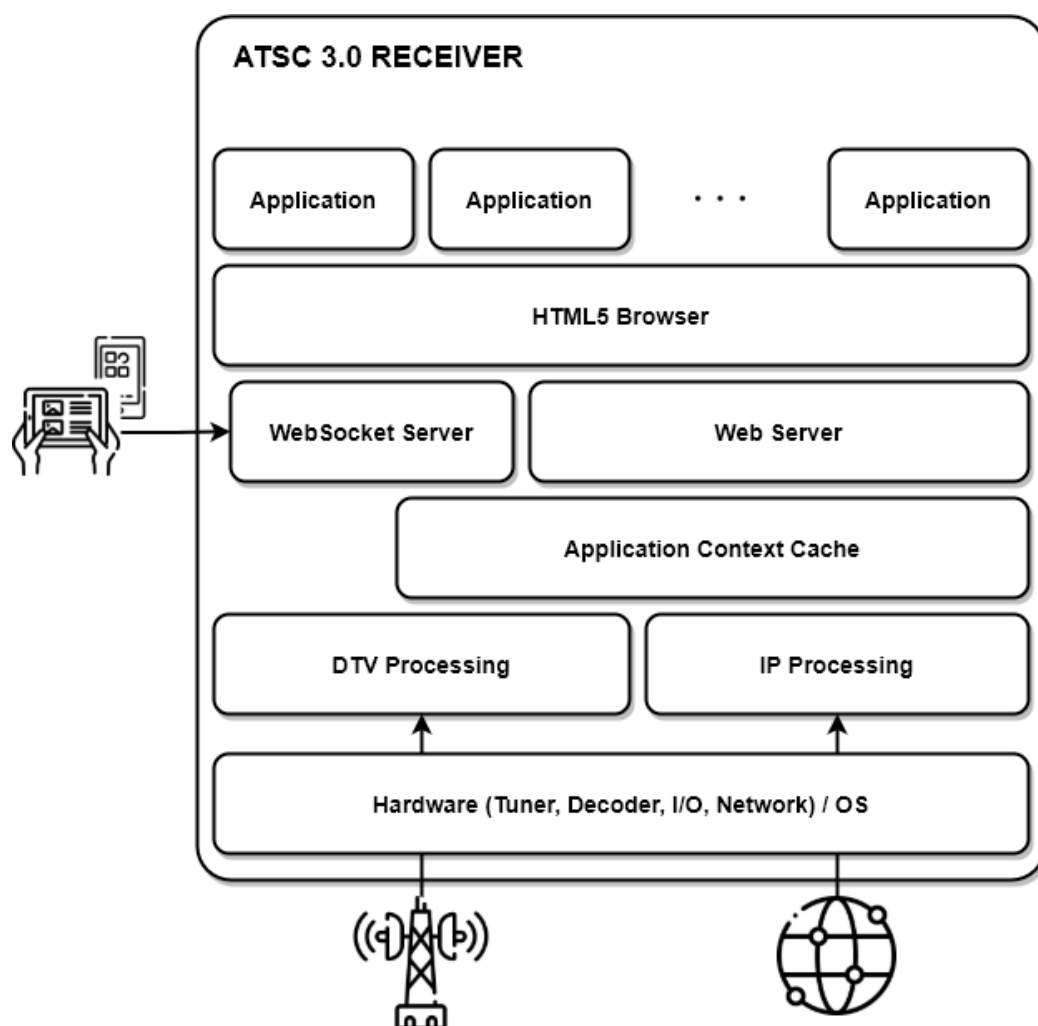 ATSC 3.0 RECEIVER
Application
Application
. . .
Application
HTML5 Browser
WebSocket Server
Web Server
Application Context Cache
DTV Processing
IP Processing
Hardware (Tuner, Decoder, I/O, Network) / OS